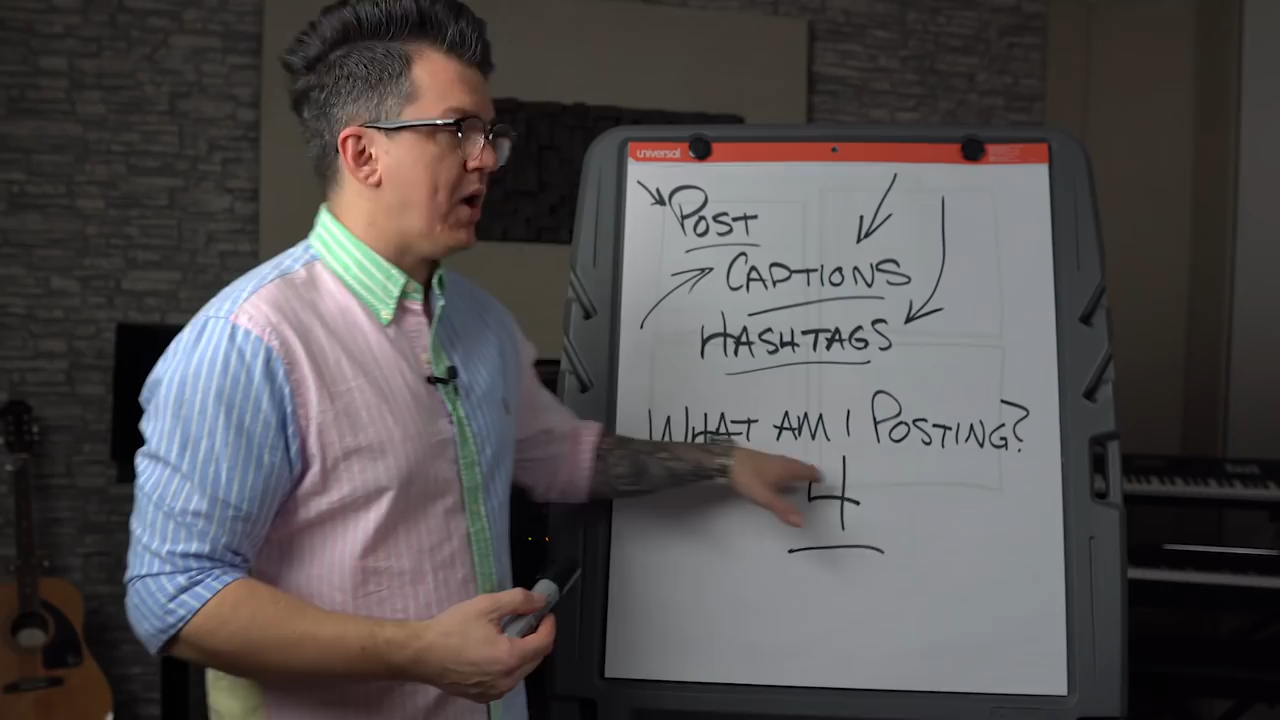 universal
POST
CAPTIONS
HASHTAGS
WHAT AM I POSTING?
4